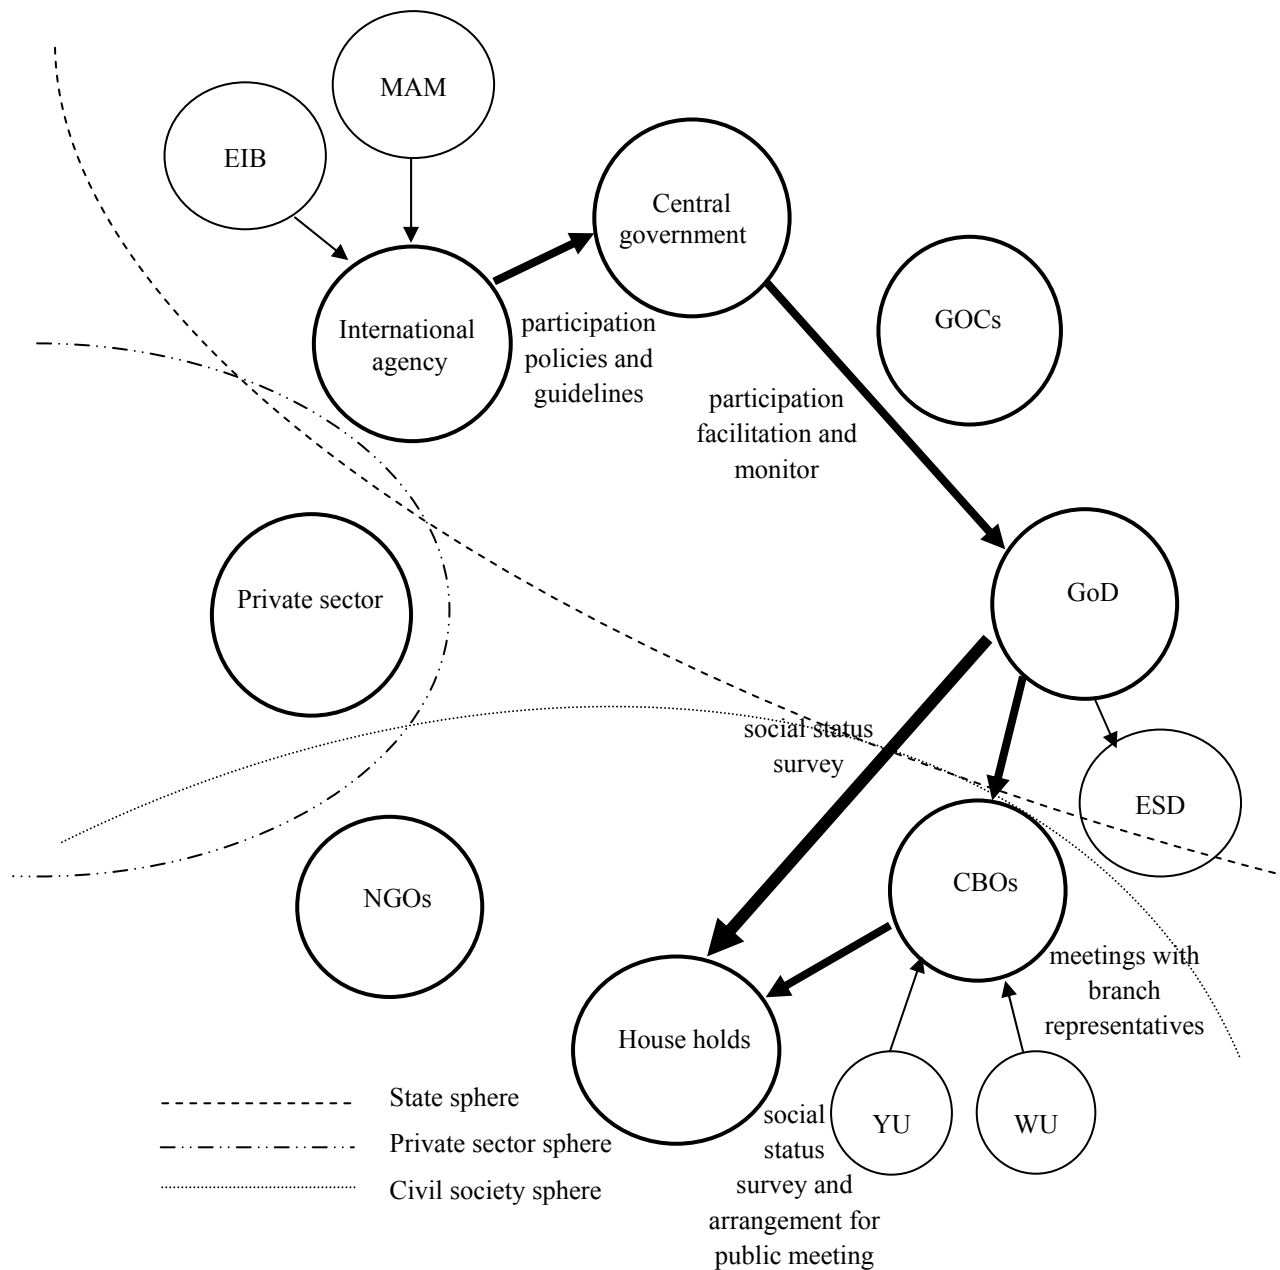 MAM
EIB
Central
government
GOCs
International
agency
participation
policies and
guidelines
participation
facilitation and
monitor
Private sector
GoD
social status
survey
ESD
CBOs
NGOs
meetings with
branch
representatives
House holds
YU
WU
social
status
survey and
arrangement for
public meeting
State sphere
Private sector sphere
Civil society sphere